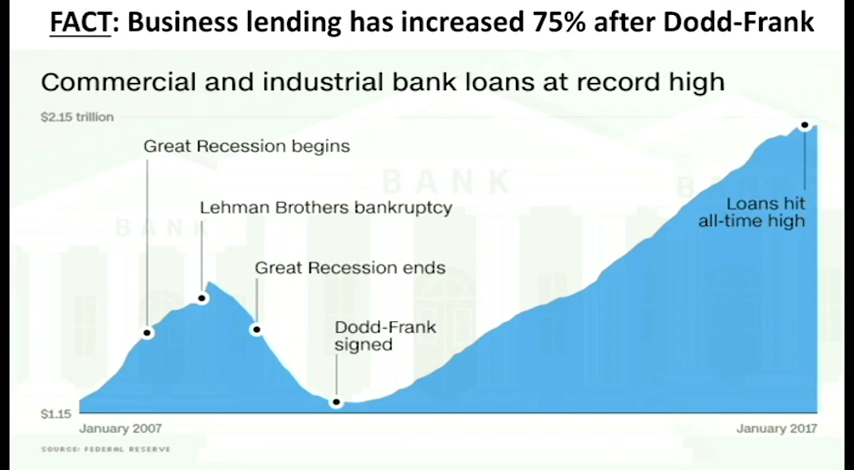 FACT: Business lending has increased 75% after Dodd-Frank
Commercial and industrial bank loans at record high
$2.15 trillion
Great Recession begins
BANK
Lehman Brothers bankruptcy
B
Loans hit
all-time high
BANK
Great Recession ends
Dodd-Frank
signed
$1.15
January 2007
January 2017
SOURCE: FEDERAL RESERVE